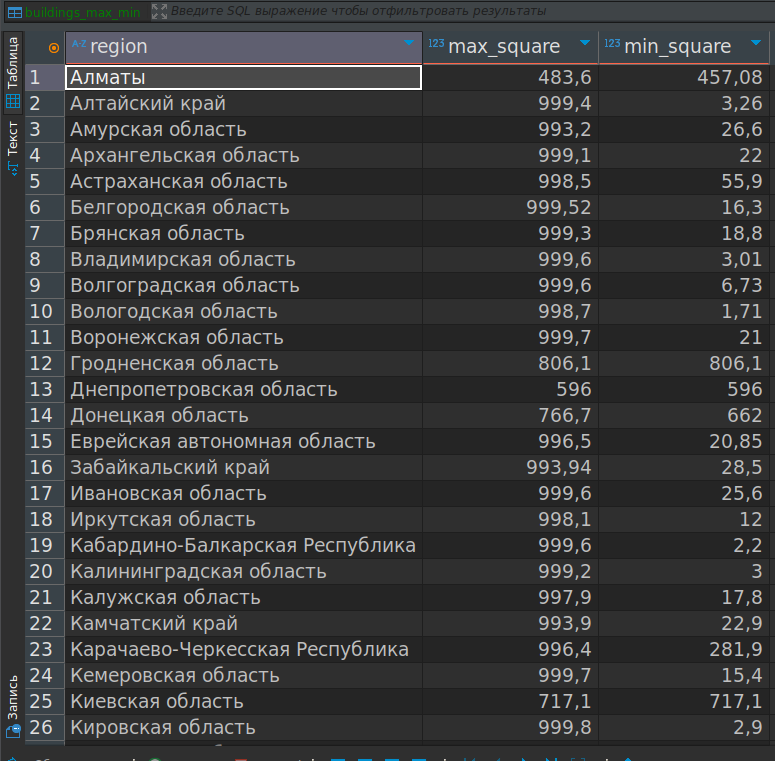 buildings_max_min Введите SQL выражение чтобы отфильтровать результаты
Таблица
Текст
Запись
A-Z region 123 max_square 123 min_square
1 Алматы 483,6 457,08
2 Алтайский край 999,4 3,26
3 Амурская область 993,2 26,6
4 Архангельская область 999,1 22
5 Астраханская область 998,5 55,9
6 Белгородская область 999,52 16,3
7 Брянская область 999,3 18,8
8 Владимирская область 999,6 3,01
9 Волгоградская область 999,6 6,73
10 Вологодская область 998,7 1,71
11 Воронежская область 999,7 21
12 Гродненская область 806,1 806,1
13 Днепропетровская область 596 596
14 Донецкая область 766,7 662
15 Еврейская автономная область 996,5 20,85
16 Забайкальский край 993,94 28,5
17 Ивановская область 999,6 25,6
18 Иркутская область 998,1 12
19 Кабардино-Балкарская Республика 999,6 2,2
20 Калининградская область 999,2 3
21 Калужская область 997,9 17,8
22 Камчатский край 993,9 22,9
23 Карачаево-Черкесская Республика 996,4 281,9
24 Кемеровская область 999,7 15,4
25 Киевская область 717,1 717,1
26 Кировская область 999,8 2,9